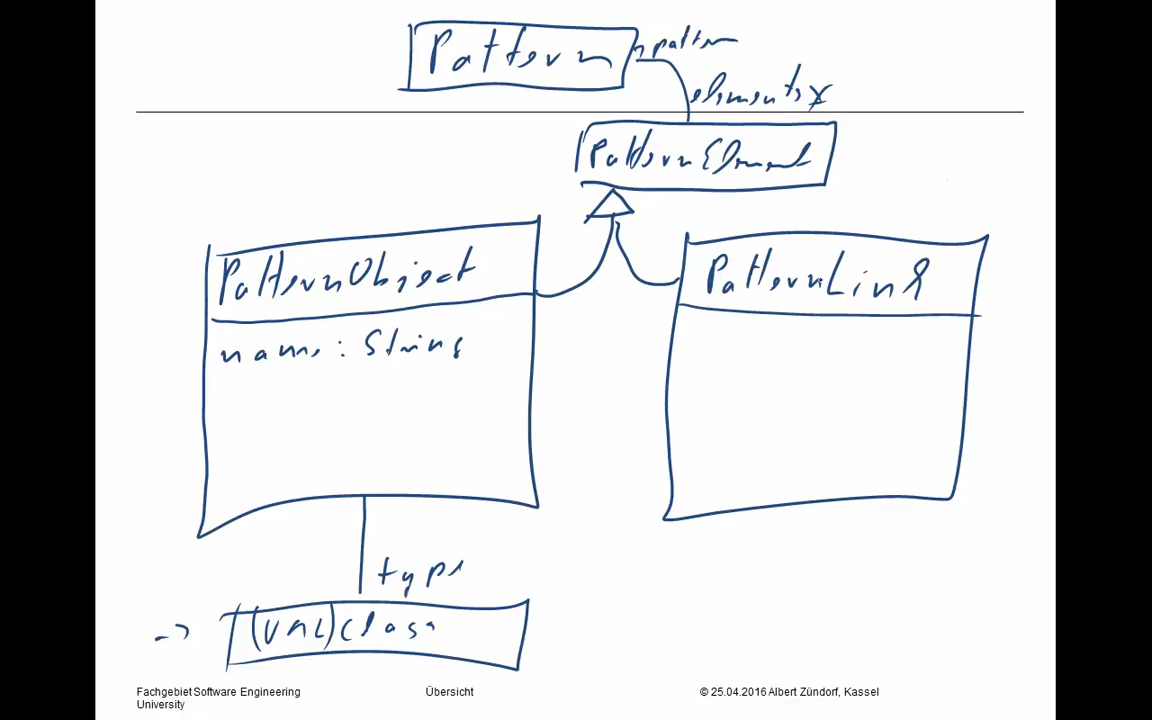 Pattern
pattern
elements *
PatternElement
PatternObject
PatternLink
name : String
type
-> (UML)Class
Fachgebiet Software Engineering
University
Übersicht
© 25.04.2016 Albert Zündorf, Kassel